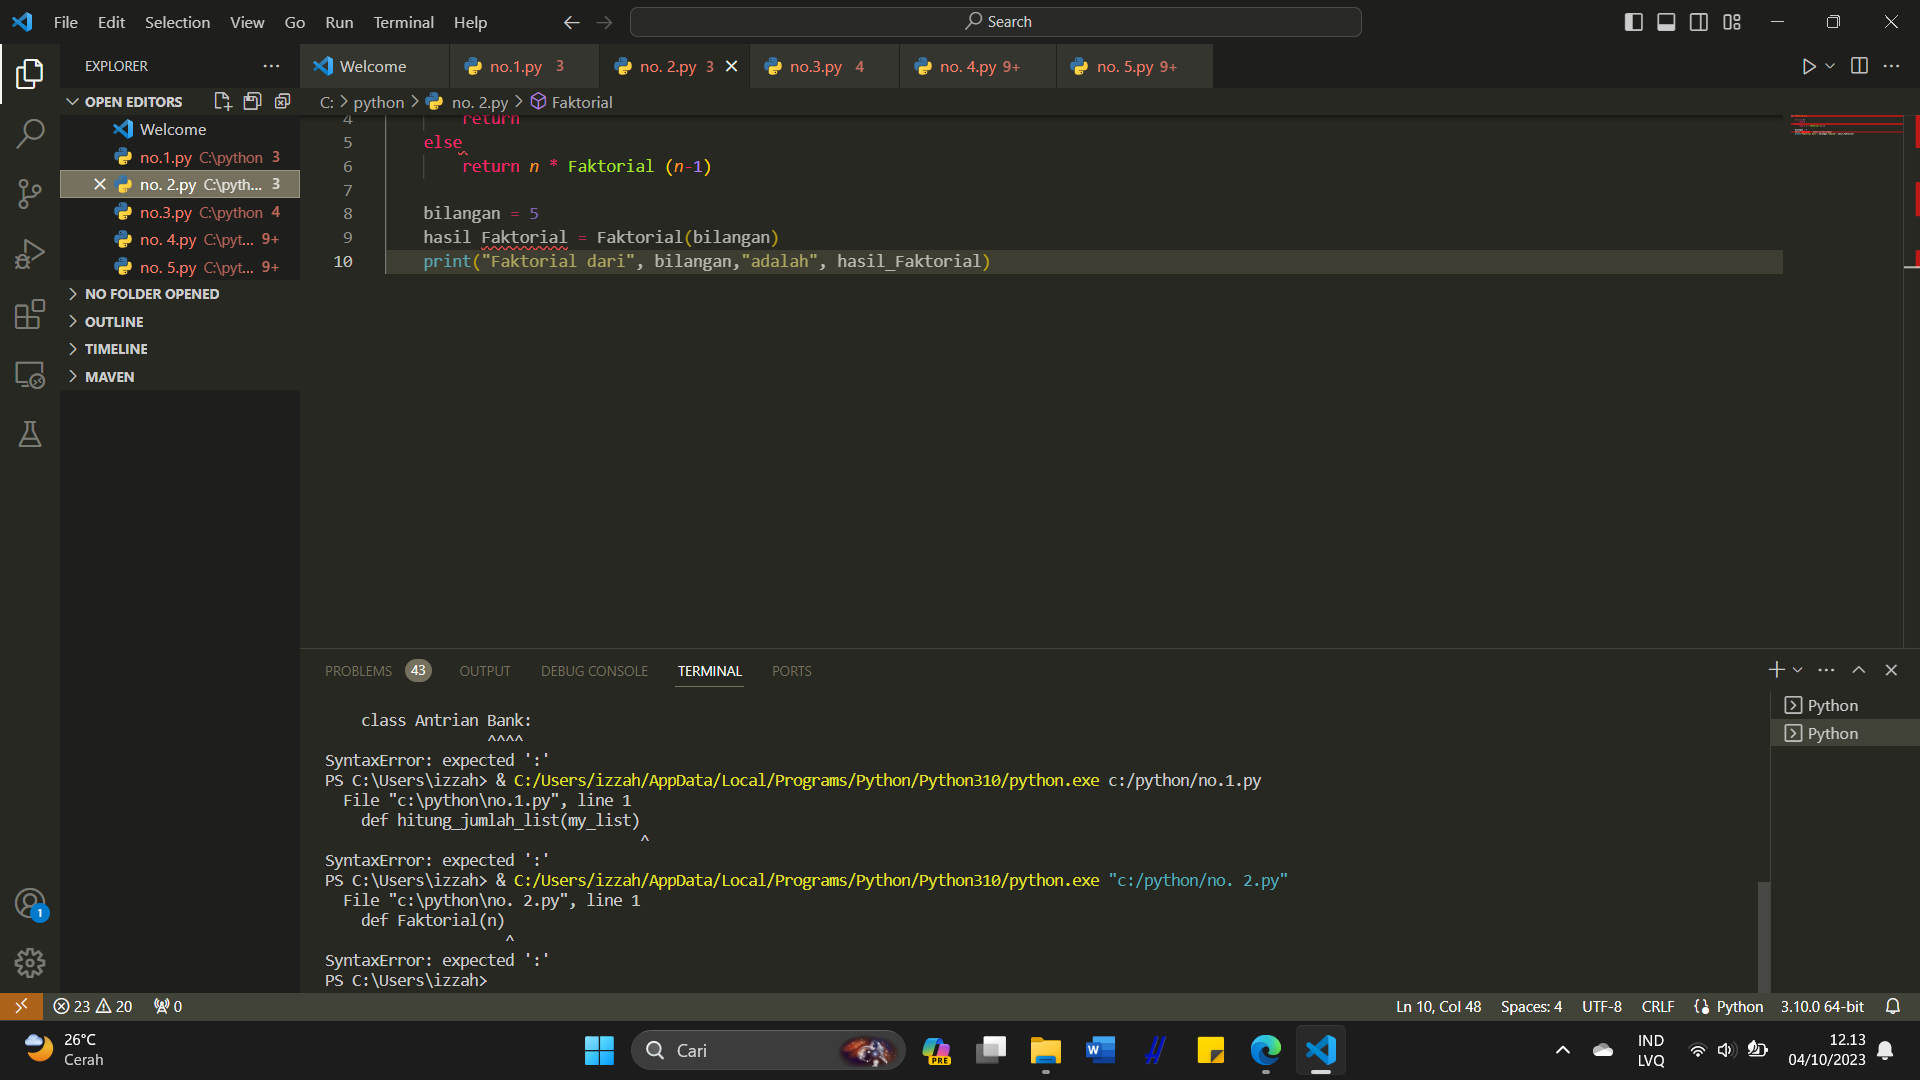 File Edit Selection View Go Run Terminal Help
Search
EXPLORER
Welcome
no.1.py 3
no. 2.py 3
no.3.py 4
no. 4.py 9+
no. 5.py 9+
OPEN EDITORS
Welcome
no.1.py C:\python 3
no. 2.py C:\pyth... 3
no.3.py C:\python 4
no. 4.py C:\pyt... 9+
no. 5.py C:\pyt... 9+
NO FOLDER OPENED
OUTLINE
TIMELINE
MAVEN
C: > python > no. 2.py > Faktorial
4 return
5 else
6 return n * Faktorial (n-1)
7
8 bilangan = 5
9 hasil Faktorial = Faktorial(bilangan)
10 print("Faktorial dari", bilangan,"adalah", hasil_Faktorial)
PROBLEMS 43 OUTPUT DEBUG CONSOLE TERMINAL PORTS
class Antrian Bank:
^^^^
SyntaxError: expected ':'
PS C:\Users\izzah> & C:/Users/izzah/AppData/Local/Programs/Python/Python310/python.exe c:/python/no.1.py
File "c:\python\no.1.py", line 1
def hitung_jumlah_list(my_list)
^
SyntaxError: expected ':'
PS C:\Users\izzah> & C:/Users/izzah/AppData/Local/Programs/Python/Python310/python.exe "c:/python/no. 2.py"
File "c:\python\no. 2.py", line 1
def Faktorial(n)
^
SyntaxError: expected ':'
PS C:\Users\izzah>
Python
Python
1
23 20 0
Ln 10, Col 48 Spaces: 4 UTF-8 CRLF Python 3.10.0 64-bit
26°C
Cerah
Cari
PRE
IND
LVQ
12.13
04/10/2023